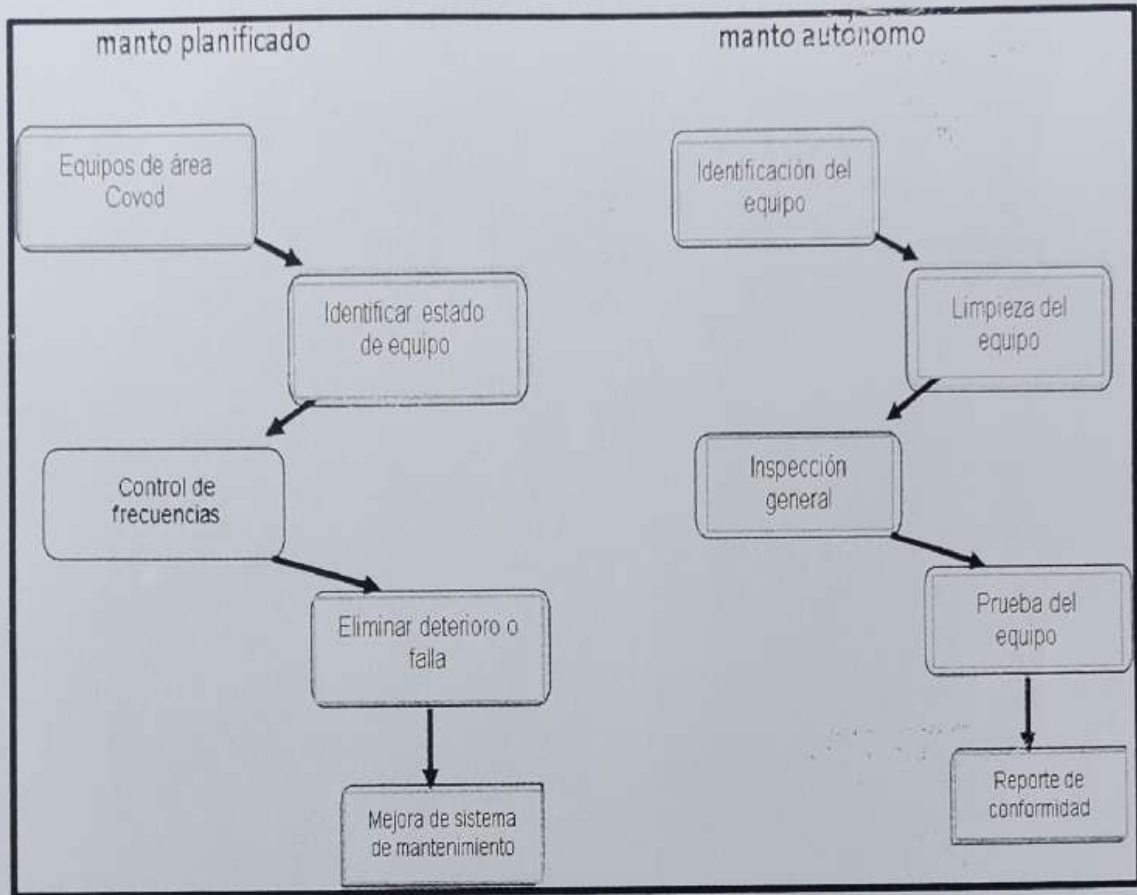 manto planificado
Equipos de área
Covod
Identificar estado
de equipo
Control de
frecuencias
Eliminar deterioro o
falla
Mejora de sistema
de mantenimiento
manto autónomo
Identificación del
equipo
Limpieza del
equipo
Inspección
general
Prueba del
equipo
Reporte de
conformidad